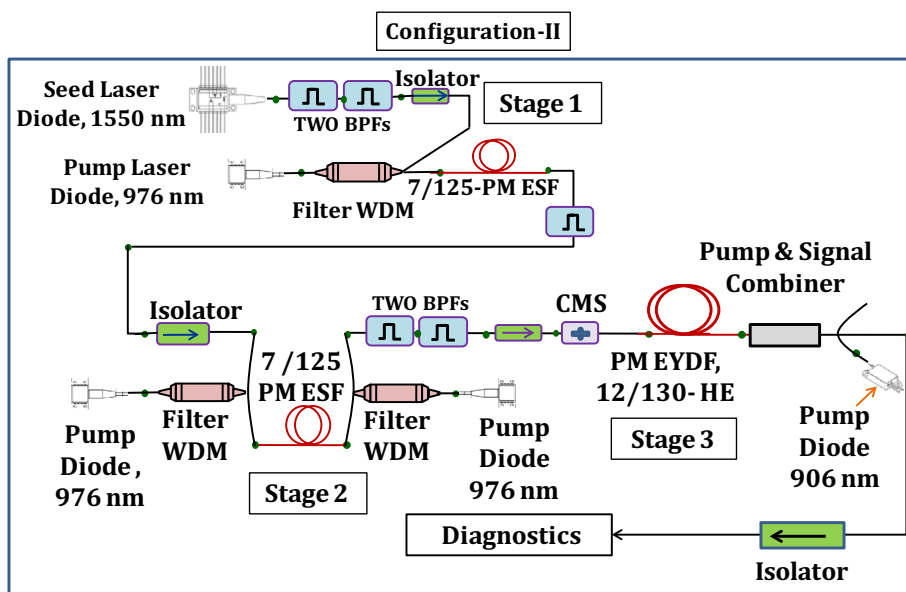 Configuration-II
Seed Laser
Diode, 1550 nm
TWO BPFs
Isolator
Stage 1
Pump Laser
Diode, 976 nm
Filter WDM
7/125-PM ESF
Isolator
TWO BPFs
CMS
Pump & Signal
Combiner
7 /125
PM ESF
Filter
WDM
Filter
WDM
Pump
Diode ,
976 nm
Stage 2
Pump
Diode
976 nm
PM EYDF,
12/130- HE
Stage 3
Pump
Diode
906 nm
Diagnostics
Isolator